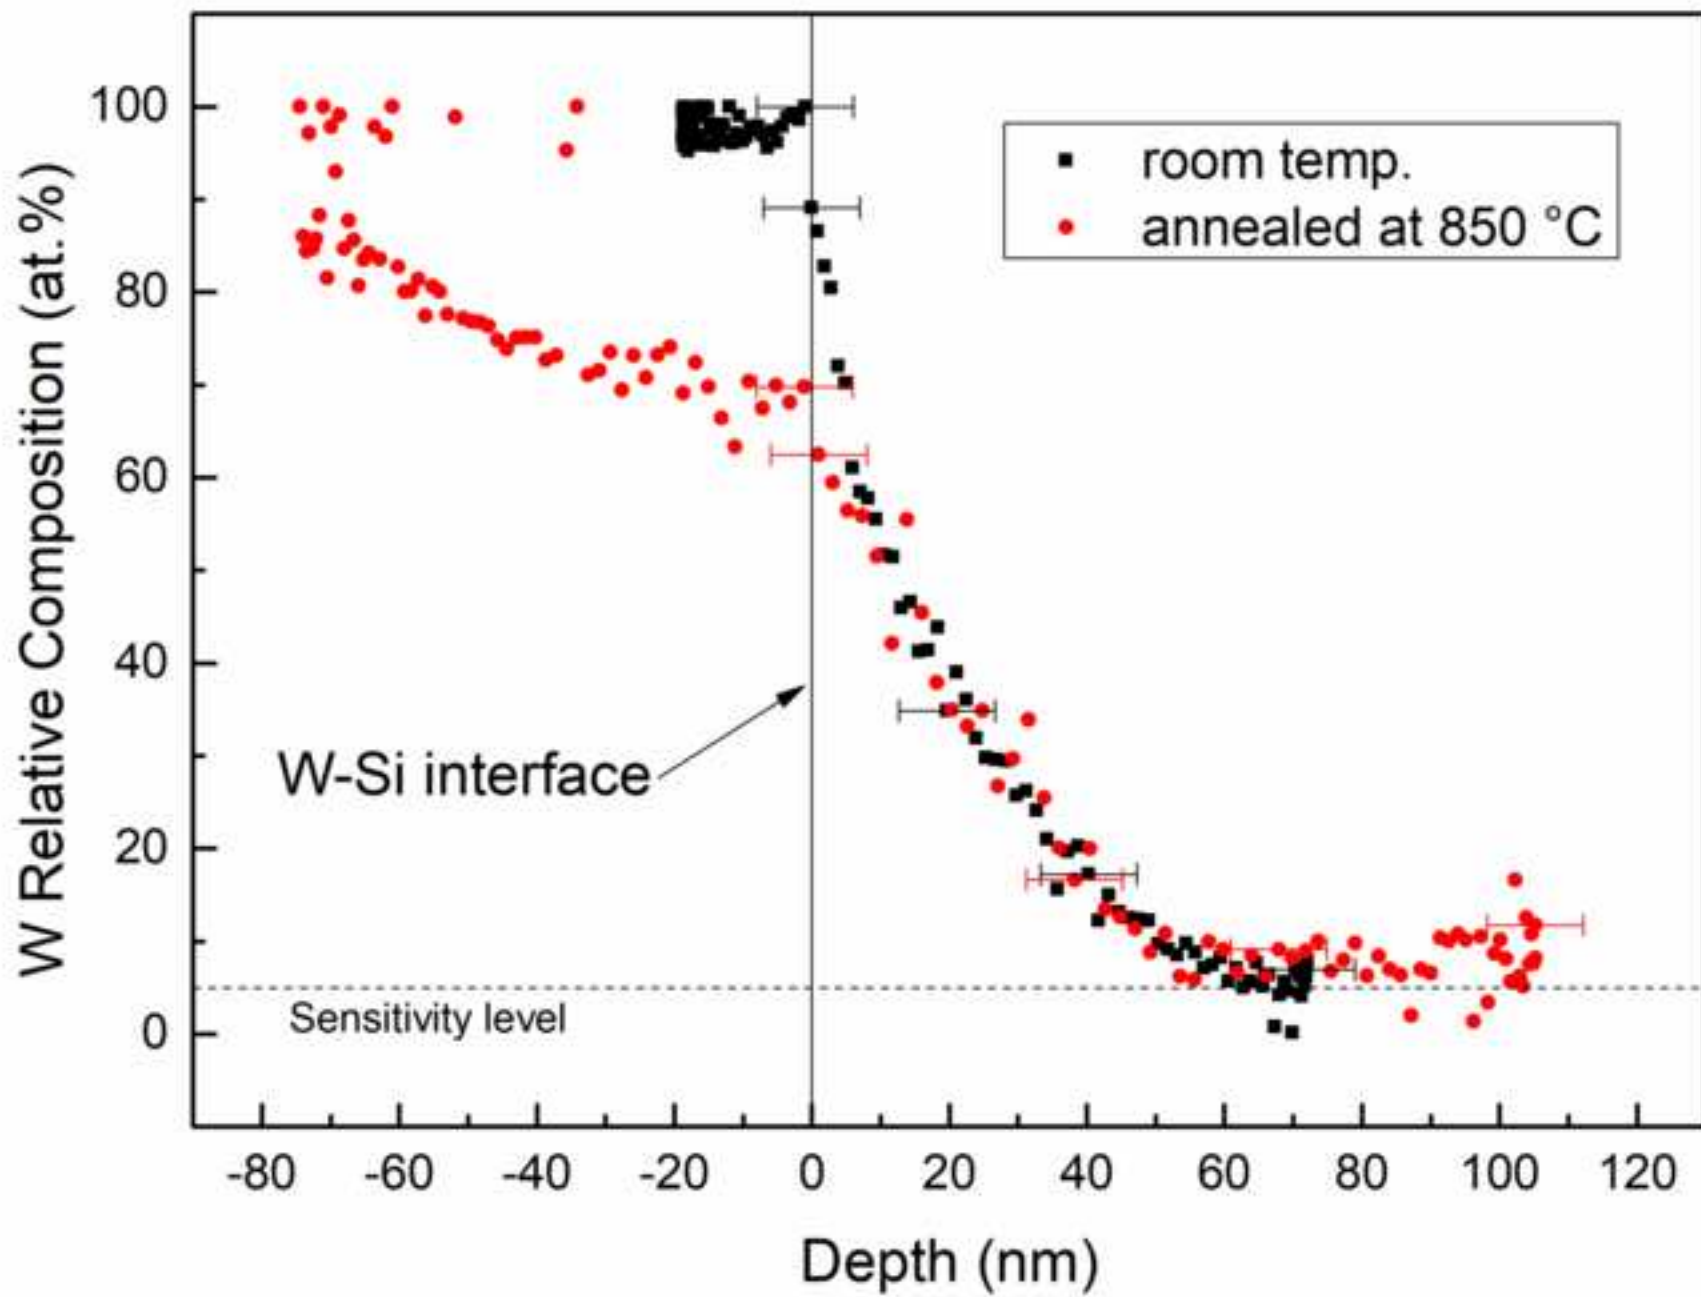 W Relative Composition (at.%)
100
80
60
40
20
0
room temp.
annealed at 850 °C
W-Si interface
Sensitivity level
-80 -60 -40 -20 0 20 40 60 80 100 120
Depth (nm)